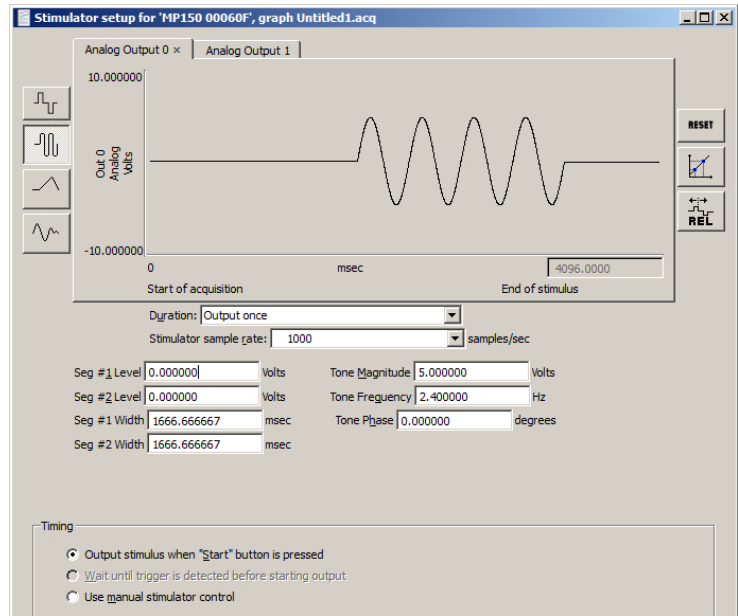 Stimulator setup for 'MP150 00060F', graph Untitled1.acq
Analog Output 0 × Analog Output 1
10.000000
Out 0
Analog
Volts
-10.000000
0 msec 4096.0000
Start of acquisition End of stimulus
RESET
REL
Duration: Output once
Stimulator sample rate: 1000 samples/sec
Seg #1 Level 0.000000 Volts Tone Magnitude 5.000000 Volts
Seg #2 Level 0.000000 Volts Tone Frequency 2.400000 Hz
Seg #1 Width 1666.666667 msec Tone Phase 0.000000 degrees
Seg #2 Width 1666.666667 msec
Timing
Output stimulus when "Start" button is pressed
Wait until trigger is detected before starting output
Use manual stimulator control